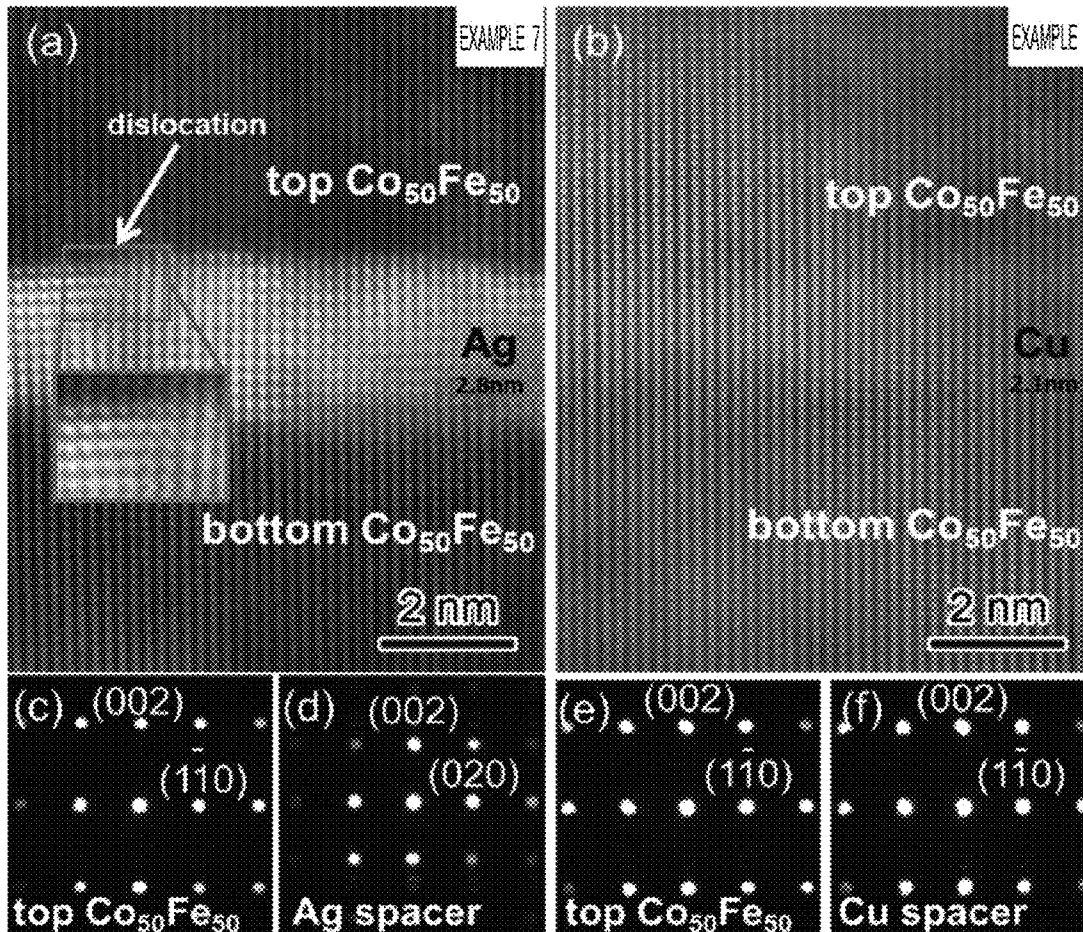 (a)
EXAMPLE 7
dislocation
top Co₅₀Fe₅₀
Ag
2.8nm
bottom Co₅₀Fe₅₀
2 nm
(b)
EXAMPLE
top Co₅₀Fe₅₀
Cu
2.1nm
bottom Co₅₀Fe₅₀
2 nm
(c)
(002)
(11̄0)
top Co₅₀Fe₅₀
(d)
(002)
(020)
Ag spacer
(e)
(002)
(11̄0)
top Co₅₀Fe₅₀
(f)
(002)
(11̄0)
Cu spacer